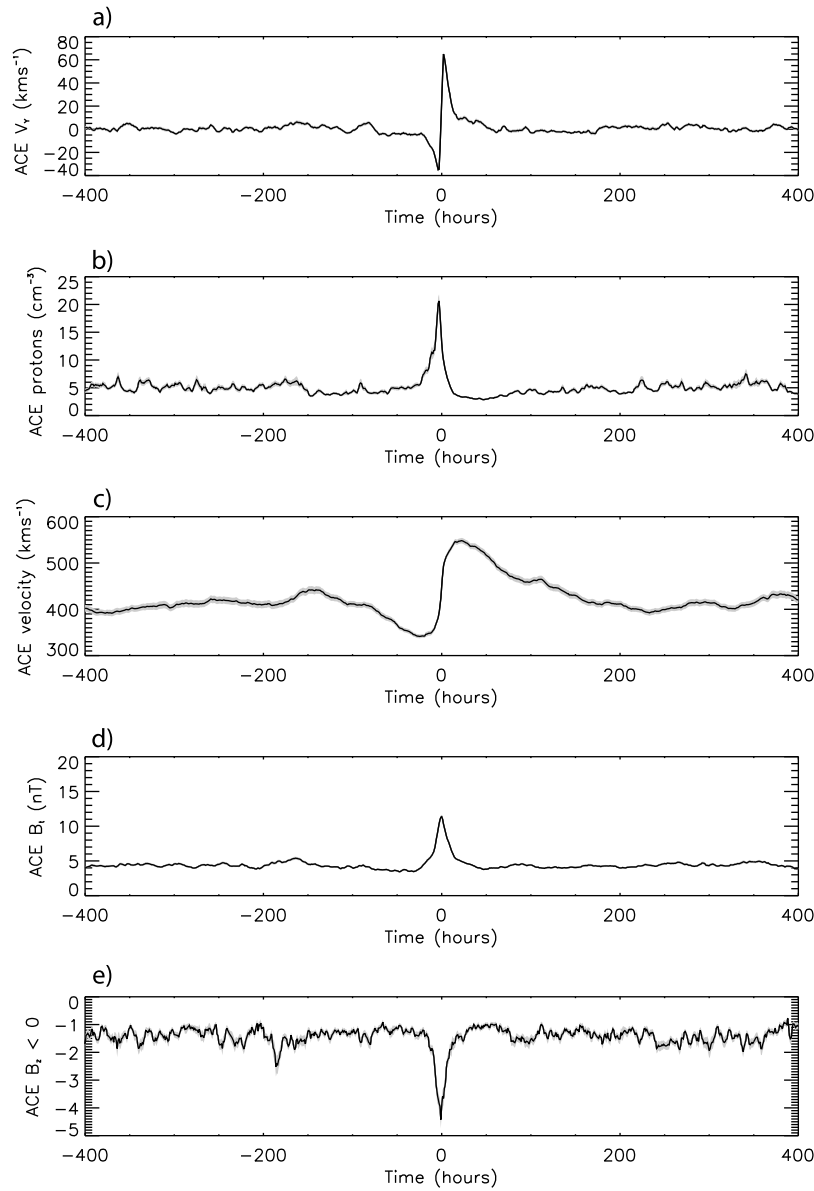 a)
ACE Vᵧ (kms⁻¹)
80
60
40
20
0
−20
−40
−400 −200 0 200 400
Time (hours)
b)
ACE protons (cm⁻³)
25
20
15
10
5
0
−400 −200 0 200 400
Time (hours)
c)
ACE velocity (kms⁻¹)
600
500
400
300
−400 −200 0 200 400
Time (hours)
d)
ACE Bₜ (nT)
20
15
10
5
0
−400 −200 0 200 400
Time (hours)
e)
ACE B_z < 0
0
−1
−2
−3
−4
−5
−400 −200 0 200 400
Time (hours)